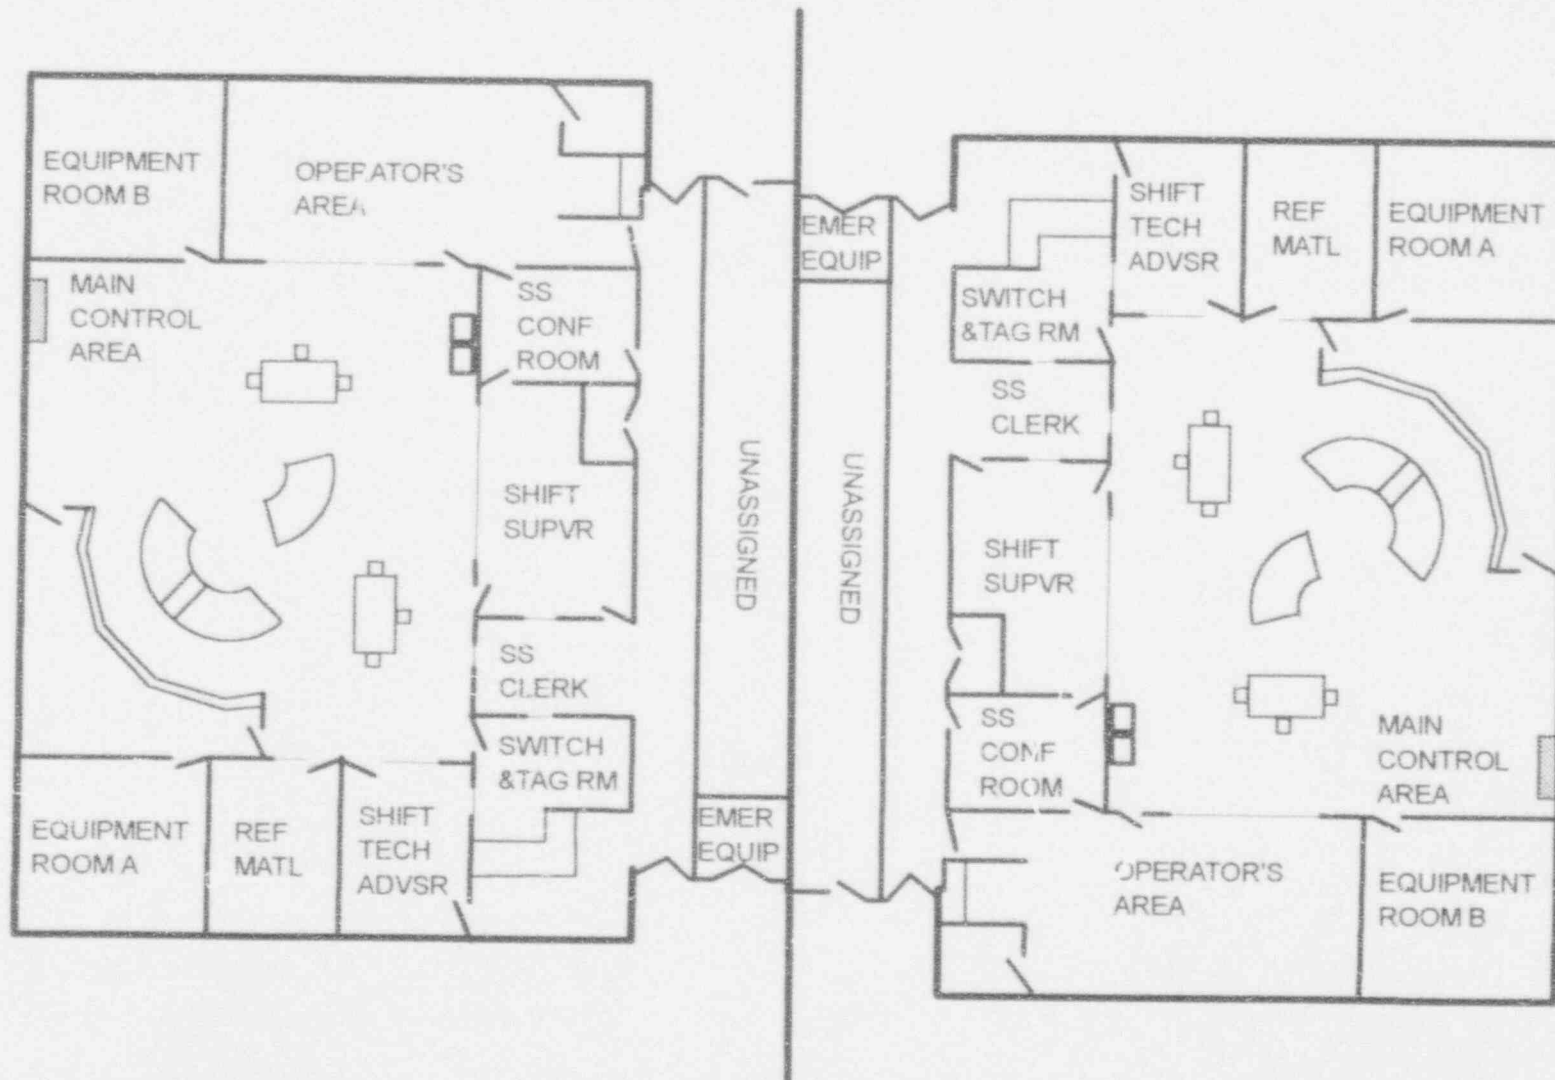 EQUIPMENT
ROOM B
OPERATOR'S
AREA
MAIN
CONTROL
AREA
SS
CONF
ROOM
SHIFT
SUPVR
SS
CLERK
SWITCH
&TAG RM
EQUIPMENT
ROOM A
REF
MATL
SHIFT
TECH
ADVSR
UNASSIGNED
EMER
EQUIP
EMER
EQUIP
UNASSIGNED
SHIFT
TECH
ADVSR
REF
MATL
EQUIPMENT
ROOM A
SWITCH
&TAG RM
SS
CLERK
SHIFT
SUPVR
SS
CONF
ROOM
MAIN
CONTROL
AREA
OPERATOR'S
AREA
EQUIPMENT
ROOM B